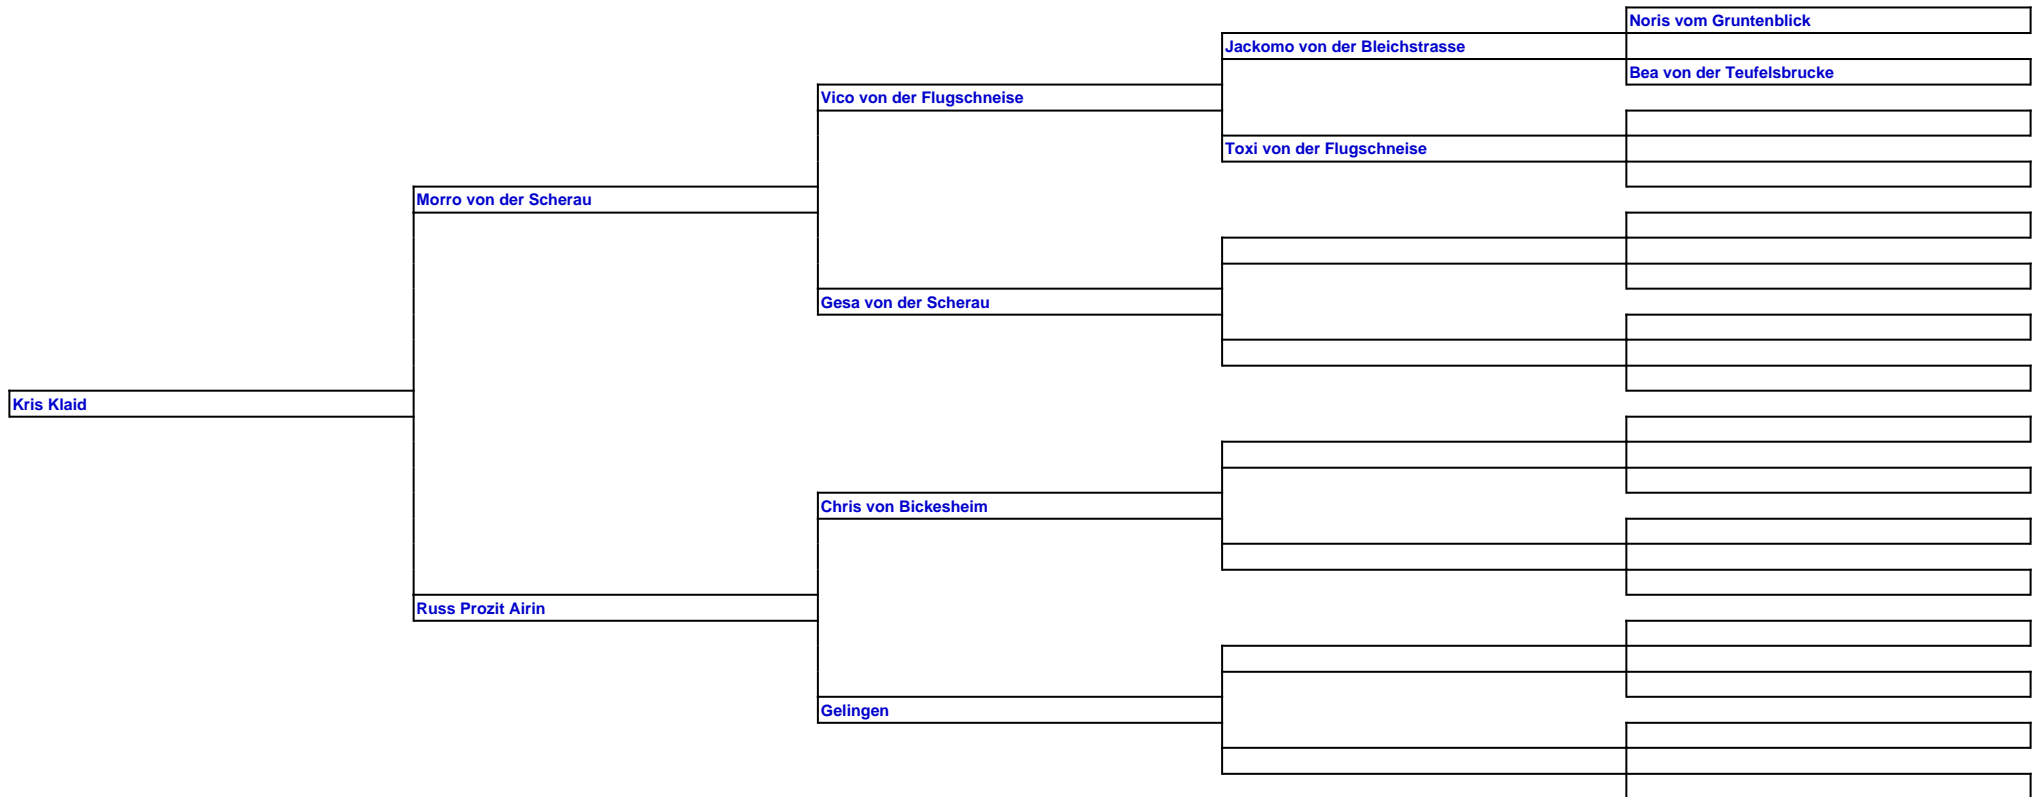 Noris vom Gruntenblick
Jackomo von der Bleichstrasse
Bea von der Teufelsbrucke
Vico von der Flugschneise
Toxi von der Flugschneise
Morro von der Scherau
Gesa von der Scherau
Kris Klaid
Chris von Bickesheim
Russ Prozit Airin
Gelingen